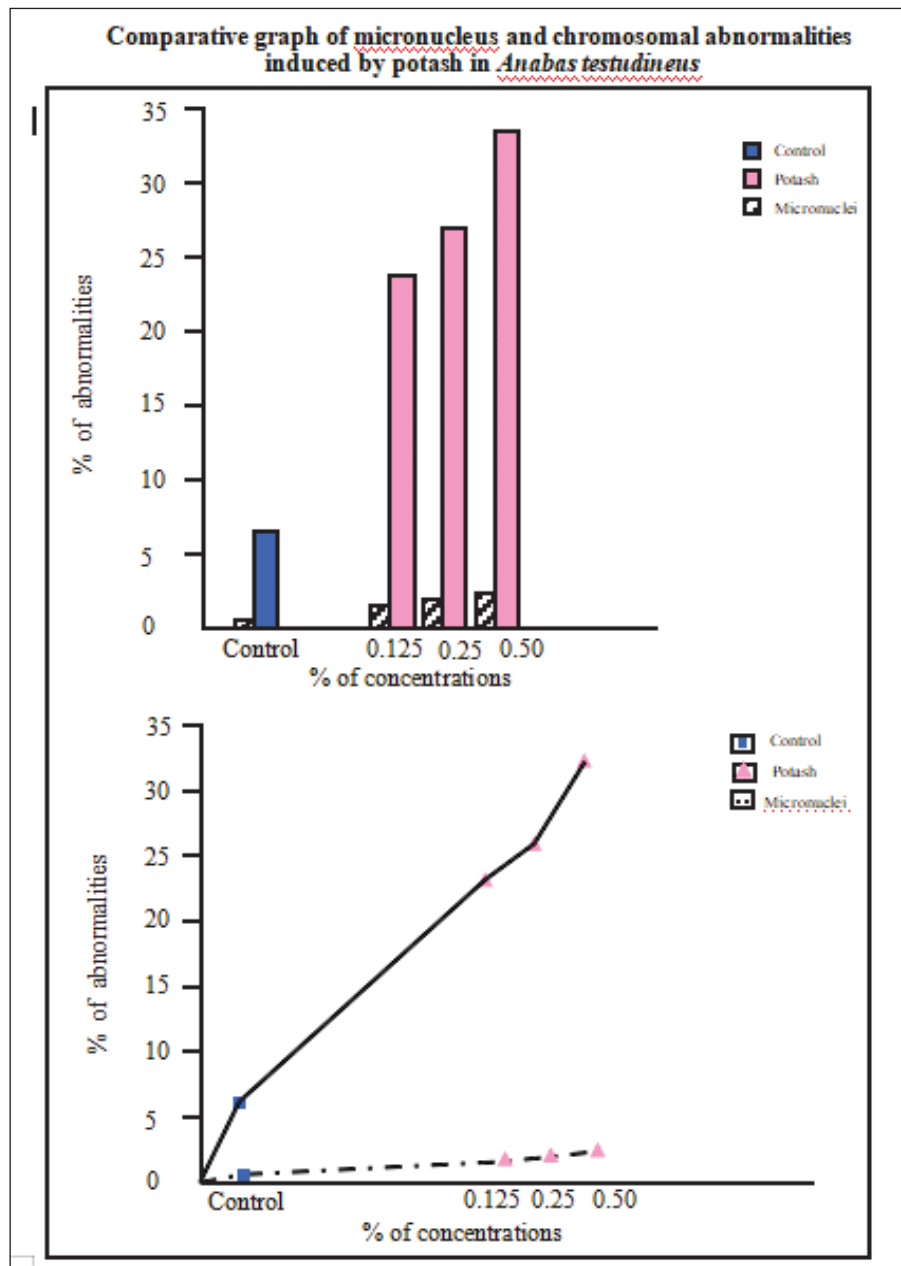 Comparative graph of micronucleus and chromosomal abnormalities
induced by potash in Anabas testudineus
35
30
25
20
15
10
5
0
% of abnormalities
Control
Potash
Micronuclei
Control 0.125 0.25 0.50
% of concentrations
35
30
25
20
15
10
5
0
% of abnormalities
Control
Potash
Micronuclei
Control 0.125 0.25 0.50
% of concentrations